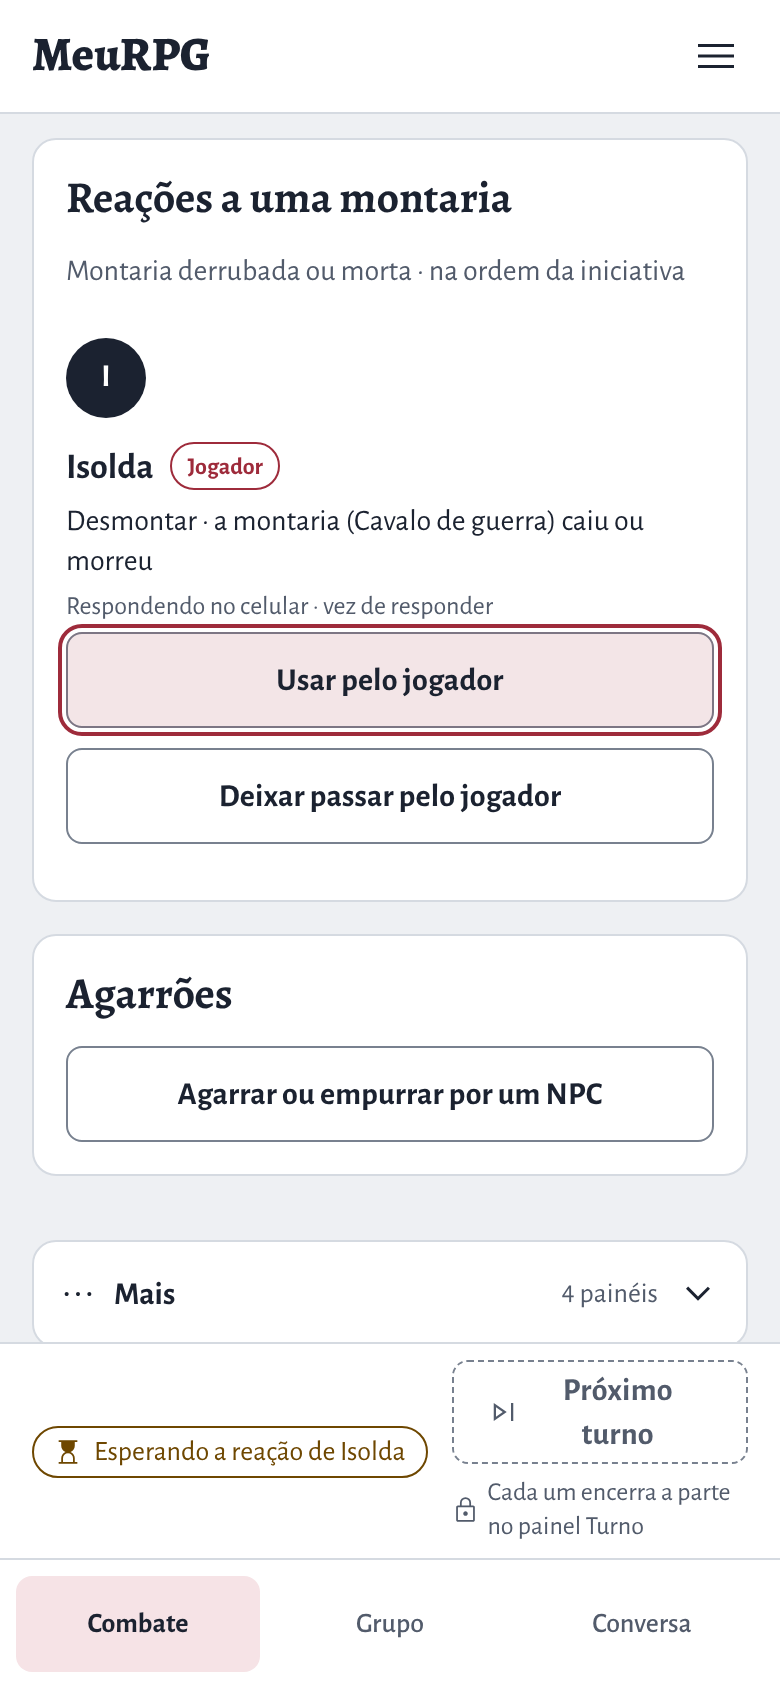 MeuRPG
Reações a uma montaria
Montaria derrubada ou morta · na ordem da iniciativa
I
Isolda
Jogador
Desmontar · a montaria (Cavalo de guerra) caiu ou
morreu
Respondendo no celular · vez de responder
Usar pelo jogador
Deixar passar pelo jogador
Agarrões
Agarrar ou empurrar por um NPC
Mais
4 painéis
Esperando a reação de Isolda
Próximo
turno
Cada um encerra a parte
no painel Turno
Combate
Grupo
Conversa